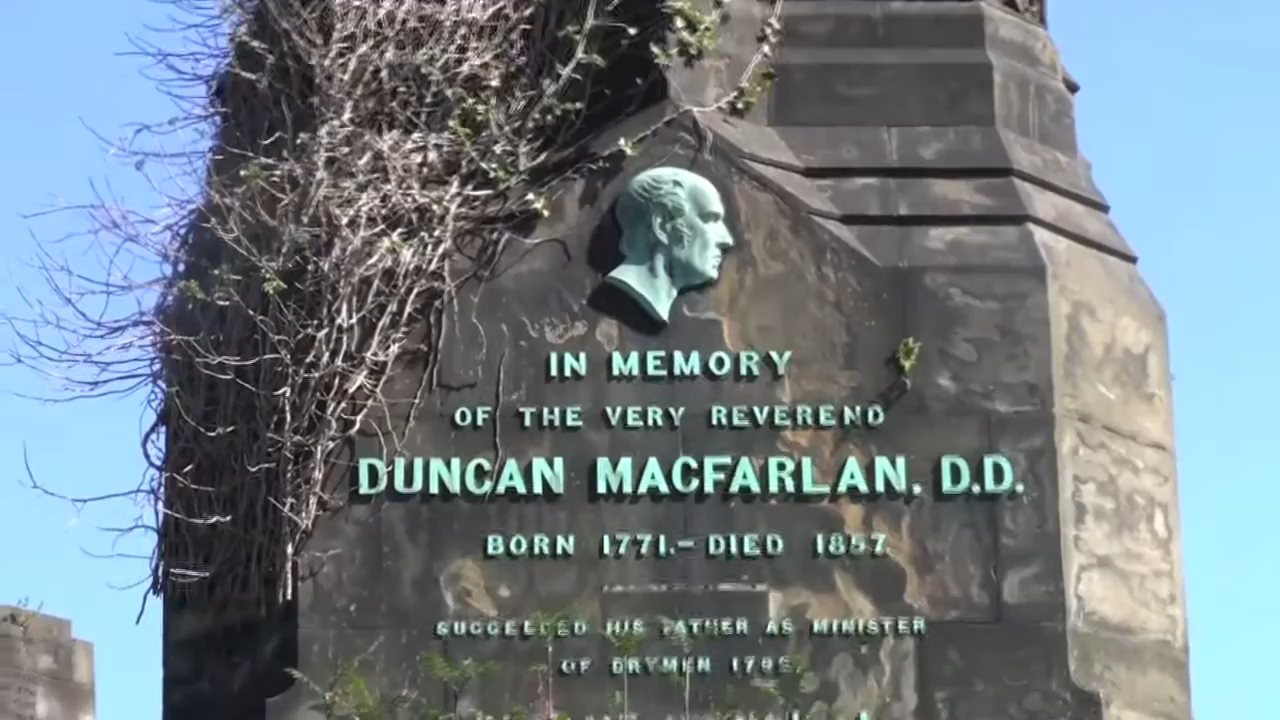 IN MEMORY
OF THE VERY REVEREND
DUNCAN MACFARLAN. D.D.
BORN 1771.– DIED 1857.
SUCCEEDED HIS FATHER AS MINISTER
OF DRYMEN